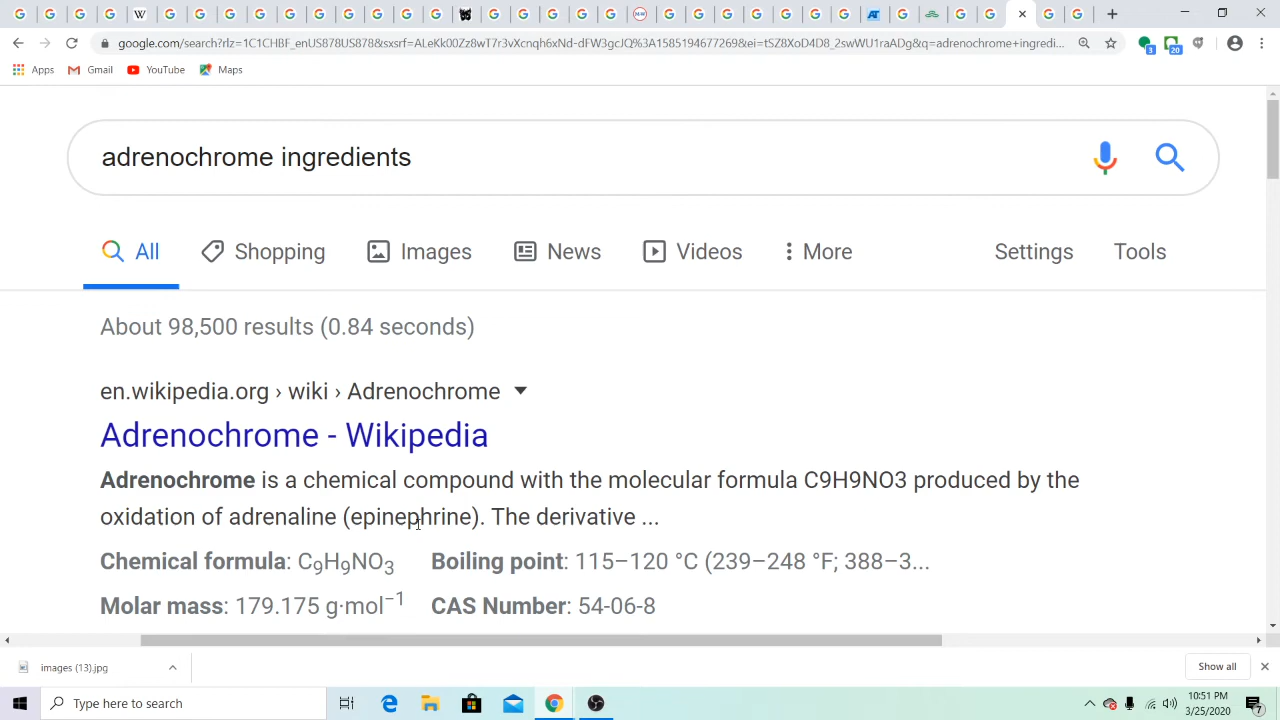 google.com/search?rlz=1C1CHBF_enUS878US878&sxsrf=ALeKk00Zs8wT7r3vXcnqh6xNd-dFW3gcJQ%3A1585194677269&ei=tSZ8XoD4D8_2swWU1raADg&q=adrenochrome+ingredi...
3
20
Apps
Gmail
YouTube
Maps
adrenochrome ingredients
All
Shopping
Images
News
Videos
More
Settings
Tools
About 98,500 results (0.84 seconds)
en.wikipedia.org › wiki › Adrenochrome
Adrenochrome - Wikipedia
Adrenochrome is a chemical compound with the molecular formula C9H9NO3 produced by the
oxidation of adrenaline (epinephrine). The derivative ...
Chemical formula: C₉H₉NO₃ Boiling point: 115–120 °C (239–248 °F; 388–3...
Molar mass: 179.175 g·mol⁻¹ CAS Number: 54-06-8
images (13).jpg
Show all
Type here to search
10:51 PM
3/25/2020
7